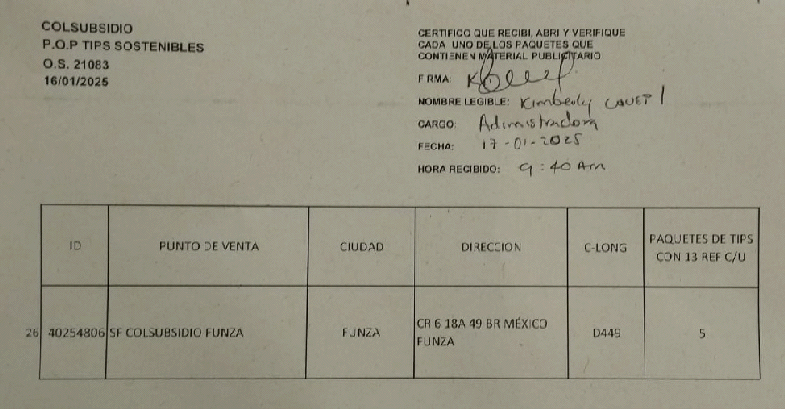 COLSUBSIDIO
P.O.P TIPS SOSTENIBLES
O.S. 21083
16/01/2025
CERTIFICO QUE RECIBI, ABRI Y VERIFIQUE
CADA UNO DE LOS PAQUETES QUE
CONTIENEN MATERIAL PUBLICITARIO
FIRMA:
NOMBRE LEGIBLE: Kimberly
CARGO: Administradora
FECHA: 17-01-2025
HORA RECIBIDO: 9:40 Am
ID PUNTO DE VENTA CIUDAD DIRECCION C-LONG PAQUETES DE TIPS
CON 13 REF C/U
26 40254806 SF COLSUBSIDIO FUNZA FUNZA CR 6 18A 49 BR MÉXICO D449 5
FUNZA